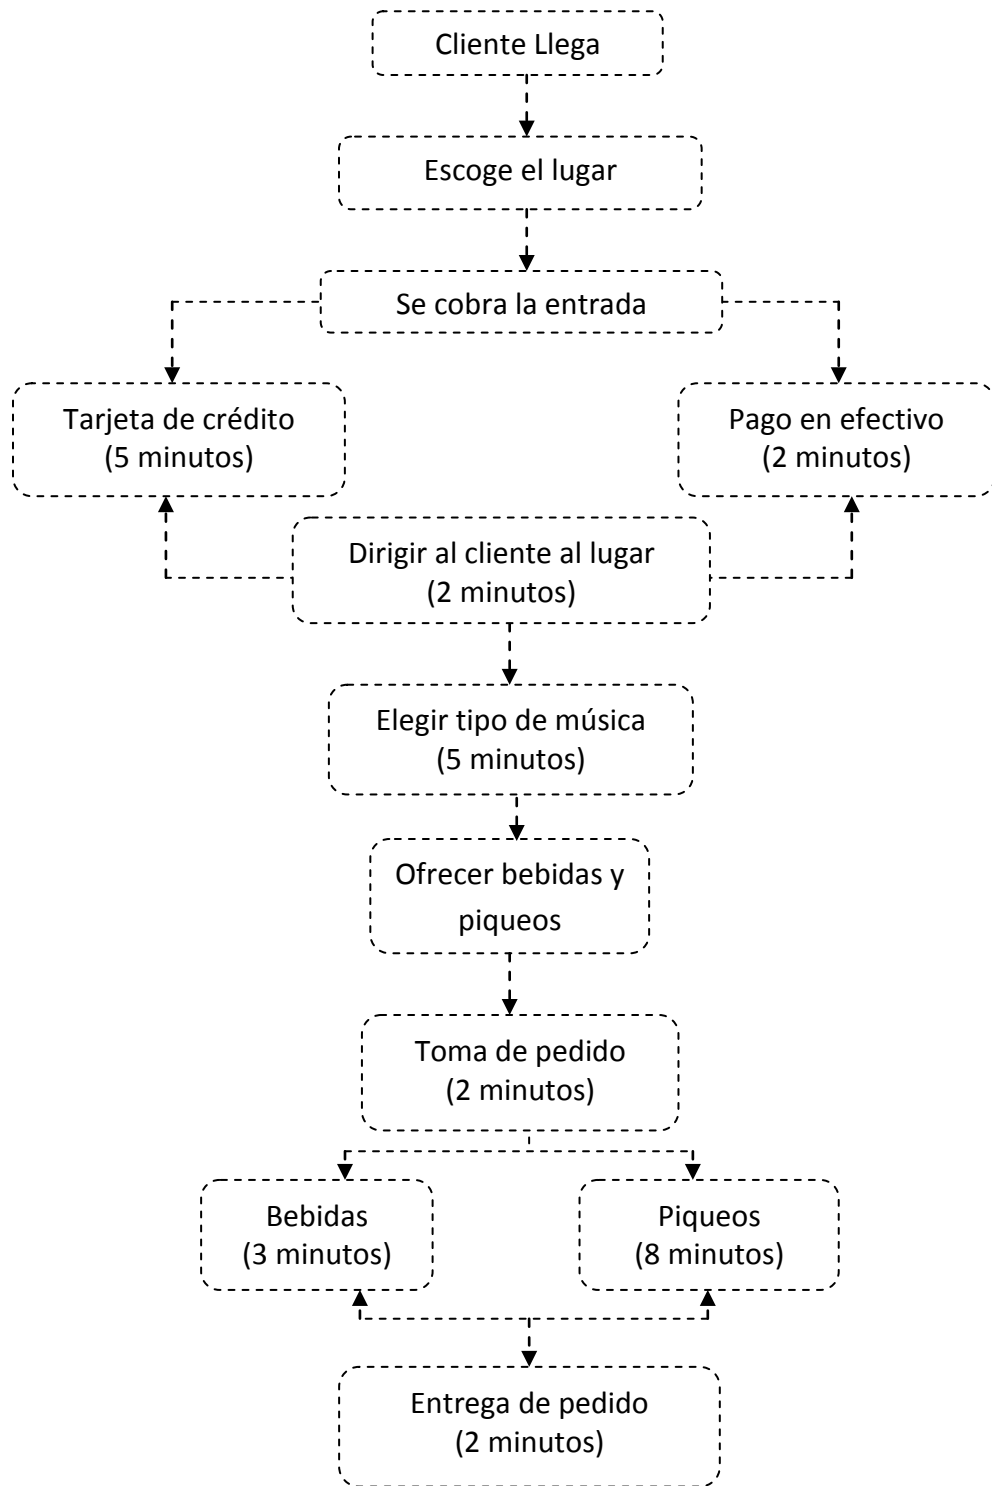 Cliente Llega
Escoge el lugar
Se cobra la entrada
Tarjeta de crédito
(5 minutos)
Pago en efectivo
(2 minutos)
Dirigir al cliente al lugar
(2 minutos)
Elegir tipo de música
(5 minutos)
Ofrecer bebidas y
piqueos
Toma de pedido
(2 minutos)
Bebidas
(3 minutos)
Piqueos
(8 minutos)
Entrega de pedido
(2 minutos)